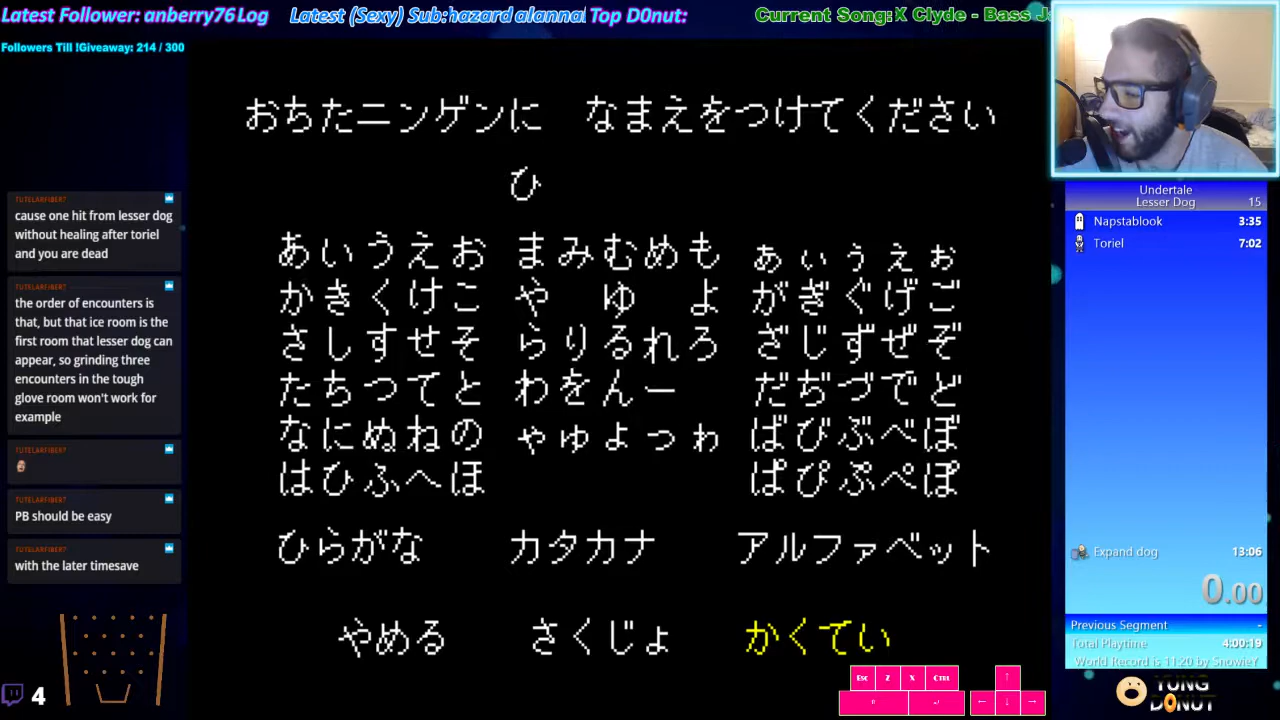 Latest Follower: anberry76Log
Latest (Sexy) Sub: hazard alanna
Top D0nut:
Current Song: X Clyde - Bass Ja
Followers Till !Giveaway: 214 / 300
TUTELARFIBER7
cause one hit from lesser dog
without healing after toriel
and you are dead
TUTELARFIBER7
the order of encounters is
that, but that ice room is the
first room that lesser dog can
appear, so grinding three
encounters in the tough
glove room won't work for
example
TUTELARFIBER7
TUTELARFIBER7
PB should be easy
TUTELARFIBER7
with the later timesave
4
おちたニンゲンに なまえをつけてください
ひ
あいうえお まみむめも ぁぃぅぇぉ
かきくけこ や ゆ よ がぎぐげご
さしすせそ らりるれろ ざじずぜぞ
たちつてと わをんー だぢづでど
なにぬねの ゃゅょっゎ ばびぶべぼ
はひふへほ ぱぴぷぺぽ
ひらがな カタカナ アルファベット
やめる さくじょ かくてい
Undertale
Lesser Dog 15
Napstablook 3:35
Toriel 7:02
Expand dog 13:06
0.00
Previous Segment -
Total Playtime 4:00:19
World Record is 11:20 by SnowieY
Esc Z X Ctrl ↑
← ↓ →
YUNG
D0NUT